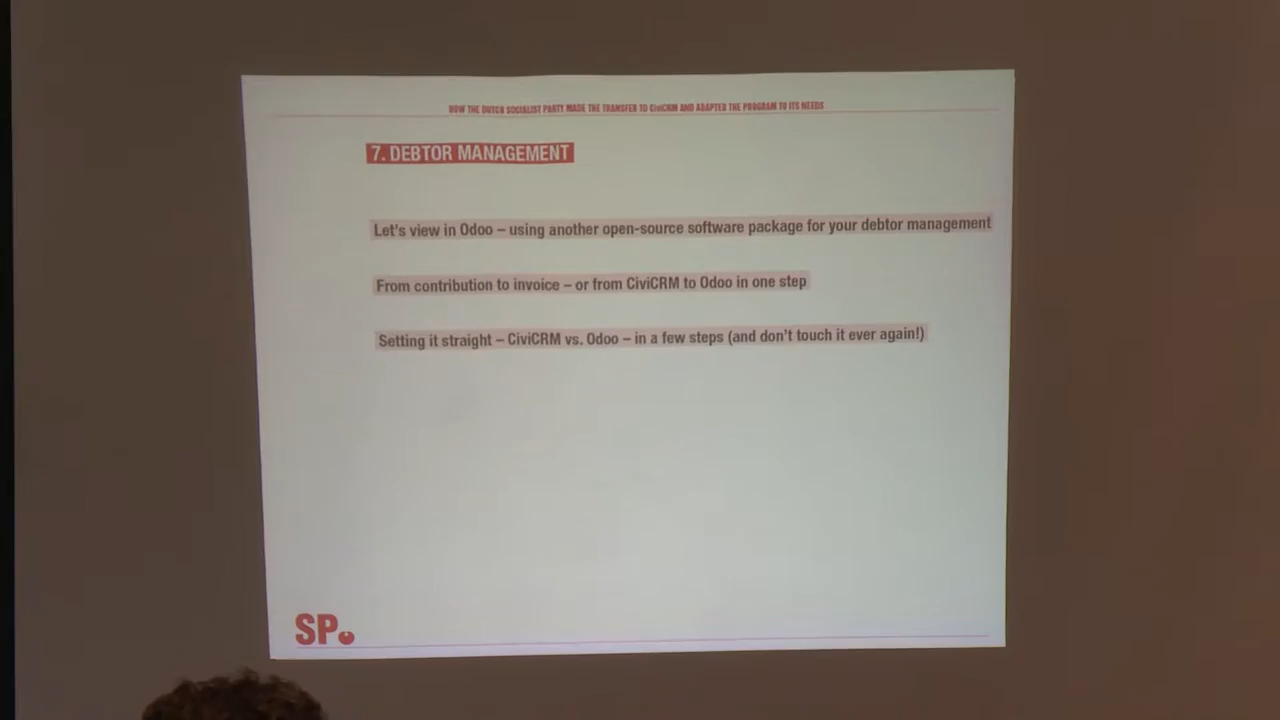 HOW THE DUTCH SOCIALIST PARTY MADE THE TRANSFER TO CiviCRM AND ADAPTED THE PROGRAM TO ITS NEEDS
7. DEBTOR MANAGEMENT
Let's view in Odoo – using another open-source software package for your debtor management
From contribution to invoice – or from CiviCRM to Odoo in one step
Setting it straight – CiviCRM vs. Odoo – in a few steps (and don't touch it ever again!)
SP.